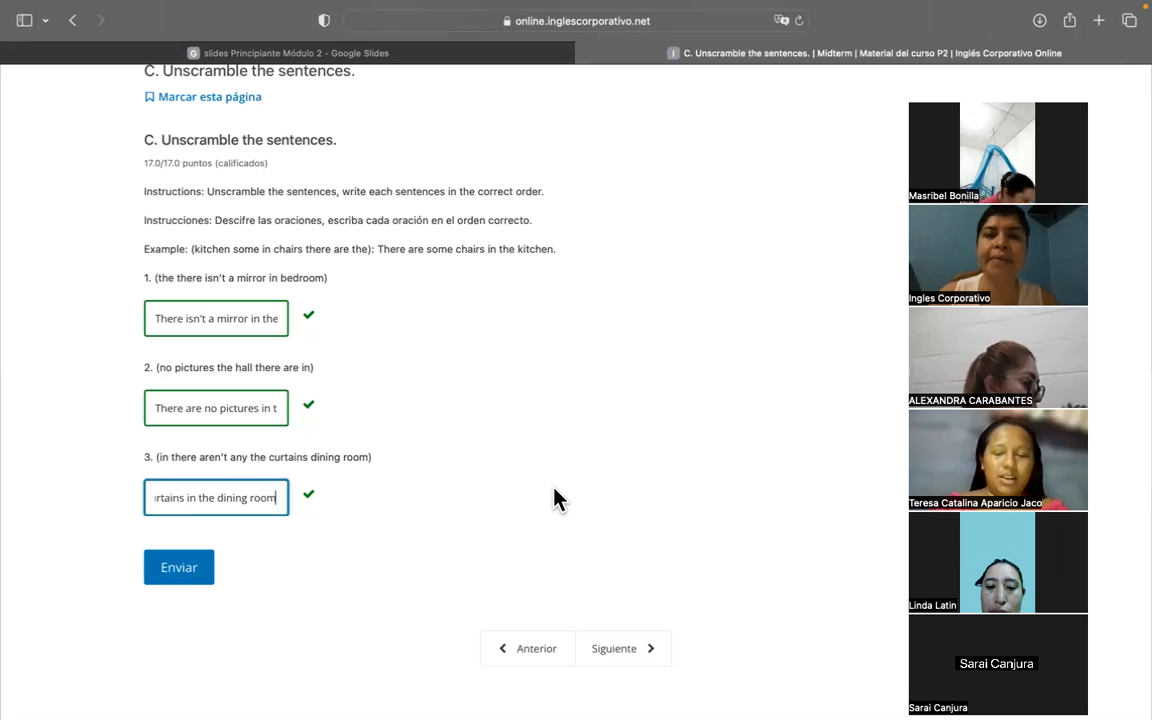 online.inglescorporativo.net
slides Principiante Módulo 2 - Google Slides
C. Unscramble the sentences. | Midterm | Material del curso P2 | Inglés Corporativo Online
C. Unscramble the sentences.
Marcar esta página
C. Unscramble the sentences.
17.0/17.0 puntos (calificados)
Instructions: Unscramble the sentences, write each sentences in the correct order.
Instrucciones: Descifre las oraciones, escriba cada oración en el orden correcto.
Example: (kitchen some in chairs there are the): There are some chairs in the kitchen.
1. (the there isn't a mirror in bedroom)
There isn't a mirror in the
2. (no pictures the hall there are in)
There are no pictures in t
3. (in there aren't any the curtains dining room)
rtains in the dining room
Enviar
Anterior
Siguiente
Masribel Bonilla
Ingles Corporativo
ALEXANDRA CARABANTES
Teresa Catalina Aparicio Jaco
Linda Latin
Sarai Canjura
Sarai Canjura